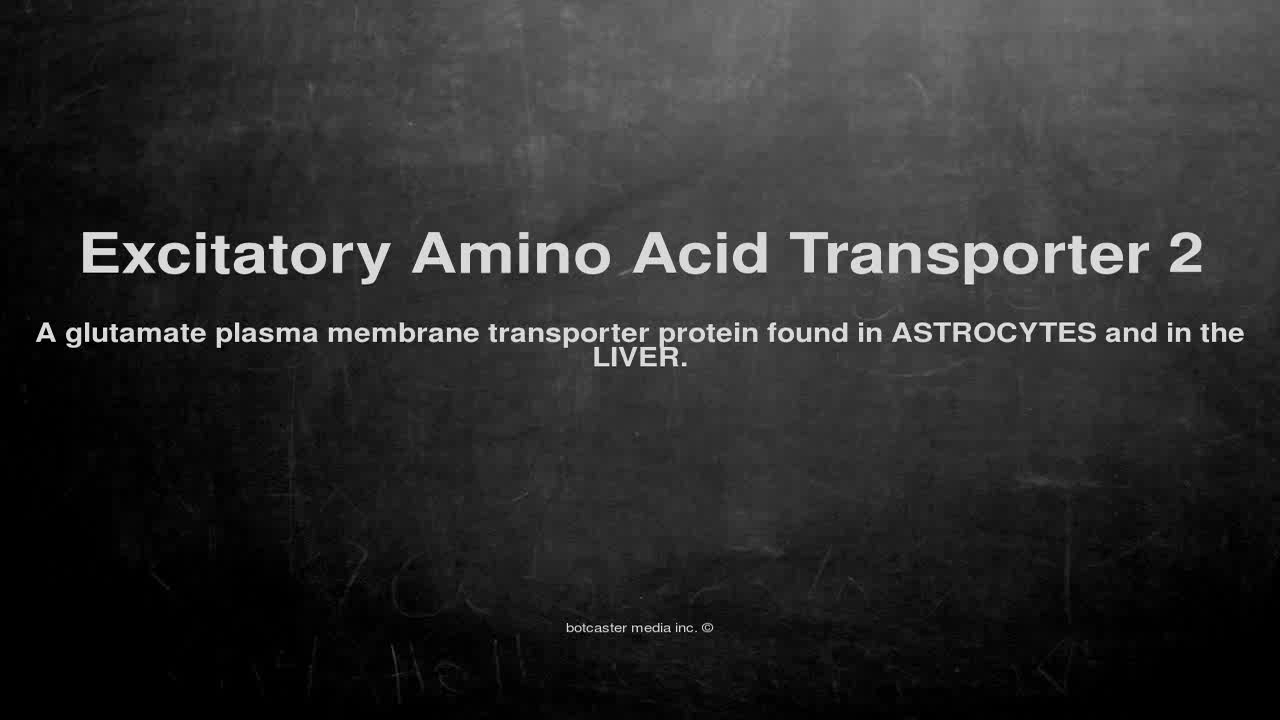 Excitatory Amino Acid Transporter 2
A glutamate plasma membrane transporter protein found in ASTROCYTES and in the
LIVER.
botcaster media inc. ©